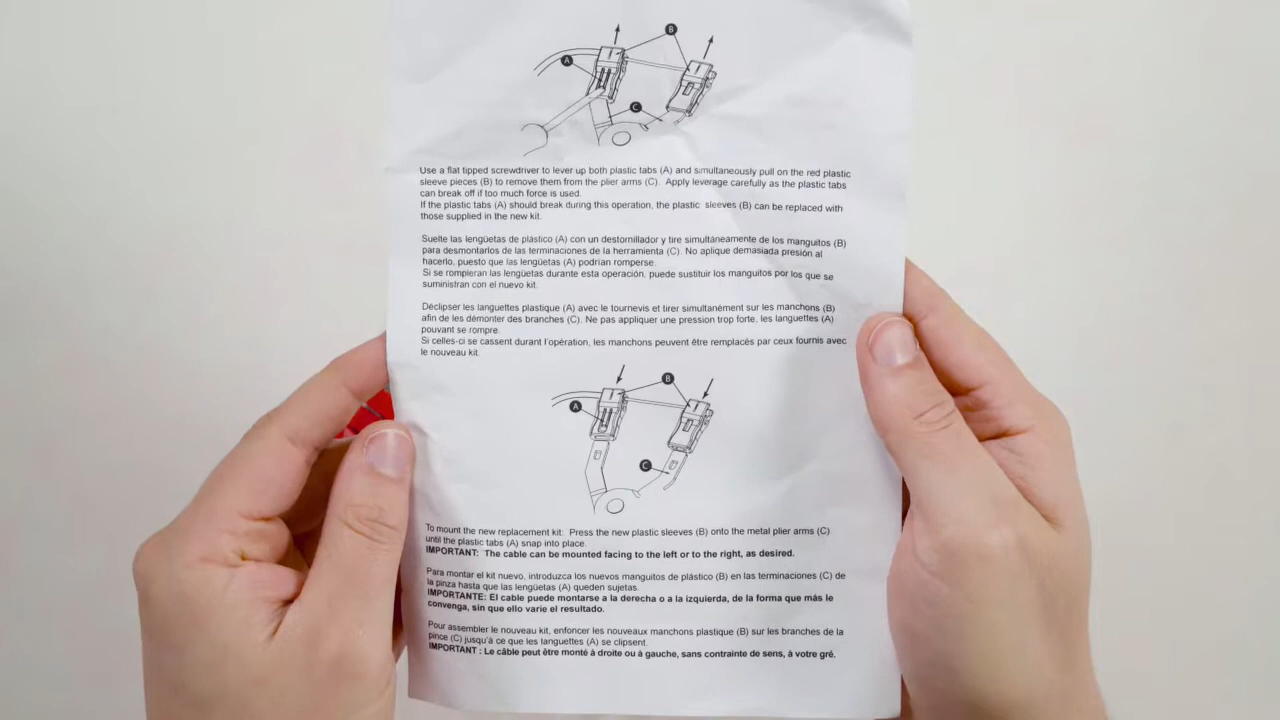 B
A
C
Use a flat tipped screwdriver to lever up both plastic tabs (A) and simultaneously pull on the red plastic
sleeve pieces (B) to remove them from the plier arms (C). Apply leverage carefully as the plastic tabs
can break off if too much force is used.
If the plastic tabs (A) should break during this operation, the plastic sleeves (B) can be replaced with
those supplied in the new kit.
Suelte las lengüetas de plástico (A) con un destornillador y tire simultáneamente de los manguitos (B)
para desmontarlos de las terminaciones de la herramienta (C). No aplique demasiada presión al
hacerlo, puesto que las lengüetas (A) podrían romperse.
Si se rompieran las lengüetas durante esta operación, puede sustituir los manguitos por los que se
suministran con el nuevo kit.
Déclipser les languettes plastique (A) avec le tournevis et tirer simultanément sur les manchons (B)
afin de les démonter des branches (C). Ne pas appliquer une pression trop forte, les languettes (A)
pouvant se rompre.
Si celles-ci se cassent durant l'opération, les manchons peuvent être remplacés par ceux fournis avec
le nouveau kit.
B
A
C
To mount the new replacement kit: Press the new plastic sleeves (B) onto the metal plier arms (C)
until the plastic tabs (A) snap into place.
IMPORTANT: The cable can be mounted facing to the left or to the right, as desired.
Para montar el kit nuevo, introduzca los nuevos manguitos de plástico (B) en las terminaciones (C) de
la pinza hasta que las lengüetas (A) queden sujetas.
IMPORTANTE: El cable puede montarse a la derecha o a la izquierda, de la forma que más le
convenga, sin que ello varie el resultado.
Pour assembler le nouveau kit, enfoncer les nouveaux manchons plastique (B) sur les branches de la
pince (C) jusqu'à ce que les languettes (A) se clipsent.
IMPORTANT : Le câble peut être monté à droite ou à gauche, sans contrainte de sens, à votre gré.